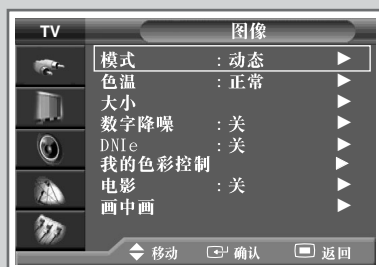 TV 图像
模式 : 动态
色温 : 正常
大小
数字降噪 : 关
DNIe : 关
我的色彩控制
电影 : 关
画中画
移动 确认 返回